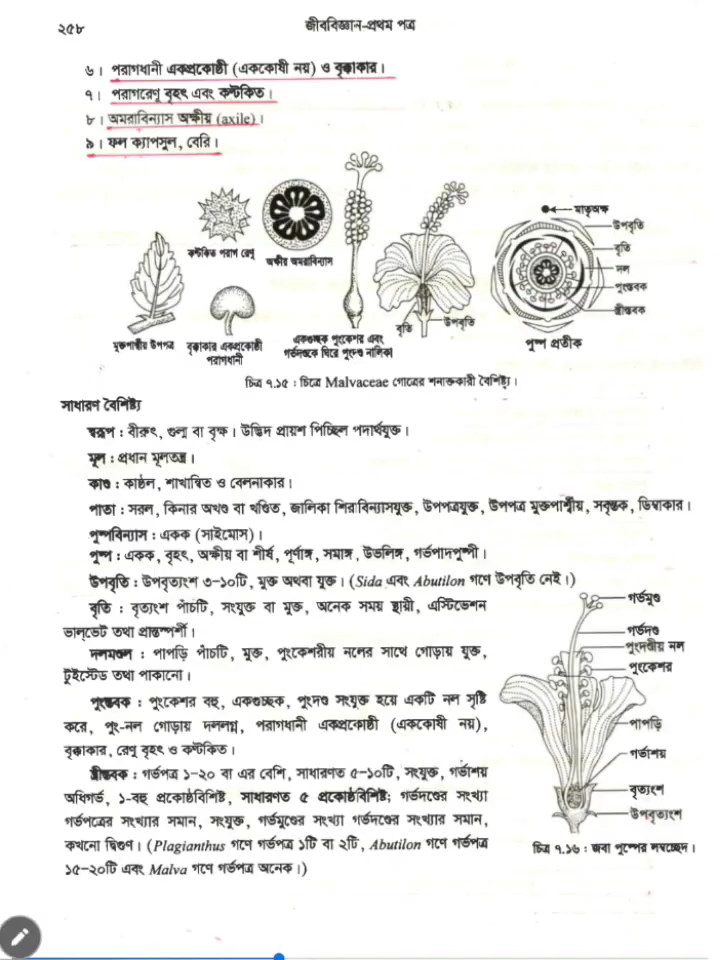 ২৫৮
জীববিজ্ঞান-প্রথম পত্র
৬। পরাগধানী একপ্রকোষ্ঠী (এককোষী নয়) ও বৃক্কাকার।
৭। পরাগরেণু বৃহৎ এবং কণ্টকিত।
৮। অমরাবিন্যাস অক্ষীয় (axile)।
৯। ফল ক্যাপসুল, বেরি।
কণ্টকিত পরাগ রেণু
অক্ষীয় অমরাবিন্যাস
মাতৃঅক্ষ
উপবৃতি
বৃতি
দল
পুংস্তবক
স্ত্রীস্তবক
মুক্তপার্শ্বীয় উপপত্র
বৃক্কাকার একপ্রকোষ্ঠী
পরাগধানী
একগুচ্ছক পুংকেশর এবং
গর্ভদণ্ডকে ঘিরে পুংদণ্ড নালিকা
বৃতি
উপবৃতি
পুষ্প প্রতীক
চিত্র ৭.১৫ : চিত্রে Malvaceae গোত্রের শনাক্তকারী বৈশিষ্ট্য।
সাধারণ বৈশিষ্ট্য
স্বরূপ : বীরুৎ, গুল্ম বা বৃক্ষ। উদ্ভিদ প্রায়শ পিচ্ছিল পদার্থযুক্ত।
মূল : প্রধান মূলতন্ত্র।
কাণ্ড : কাষ্ঠল, শাখান্বিত ও বেলনাকার।
পাতা : সরল, কিনার অখণ্ড বা খণ্ডিত, জালিকা শিরাবিন্যাসযুক্ত, উপপত্রযুক্ত, উপপত্র মুক্তপার্শ্বীয়, সবৃন্তক, ডিম্বাকার।
পুষ্পবিন্যাস : একক (সাইমোস)।
পুষ্প : একক, বৃহৎ, অক্ষীয় বা শীর্ষ, পূর্ণাঙ্গ, সমাঙ্গ, উভলিঙ্গ, গর্ভপাদপুষ্পী।
উপবৃতি : উপবৃত্যংশ ৩-১০টি, মুক্ত অথবা যুক্ত। (Sida এবং Abutilon গণে উপবৃতি নেই।)
বৃতি : বৃত্যংশ পাঁচটি, সংযুক্ত বা মুক্ত, অনেক সময় স্থায়ী, এস্টিভেশন
ভালভেট তথা প্রান্তস্পর্শী।
দলমণ্ডল : পাপড়ি পাঁচটি, মুক্ত, পুংকেশরীয় নলের সাথে গোড়ায় যুক্ত,
টুইস্টেড তথা পাকানো।
পুংস্তবক : পুংকেশর বহু, একগুচ্ছক, পুংদণ্ড সংযুক্ত হয়ে একটি নল সৃষ্টি
করে, পুং-নল গোড়ায় দললগ্ন, পরাগধানী একপ্রকোষ্ঠী (এককোষী নয়),
বৃক্কাকার, রেণু বৃহৎ ও কণ্টকিত।
স্ত্রীস্তবক : গর্ভপত্র ১-২০ বা এর বেশি, সাধারণত ৫-১০টি, সংযুক্ত, গর্ভাশয়
অধিগর্ভ, ১-বহু প্রকোষ্ঠবিশিষ্ট, সাধারণত ৫ প্রকোষ্ঠবিশিষ্ট; গর্ভদণ্ডের সংখ্যা
গর্ভপত্রের সংখ্যার সমান, সংযুক্ত, গর্ভমুণ্ডের সংখ্যা গর্ভদণ্ডের সংখ্যার সমান,
কখনো দ্বিগুণ। (Plagianthus গণে গর্ভপত্র ১টি বা ২টি, Abutilon গণে গর্ভপত্র
১৫-২০টি এবং Malva গণে গর্ভপত্র অনেক।)
গর্ভমুণ্ড
গর্ভদণ্ড
পুংদণ্ডীয় নল
পুংকেশর
পাপড়ি
গর্ভাশয়
বৃত্যংশ
উপবৃত্যংশ
চিত্র ৭.১৬ : জবা পুষ্পের লম্বচ্ছেদ।